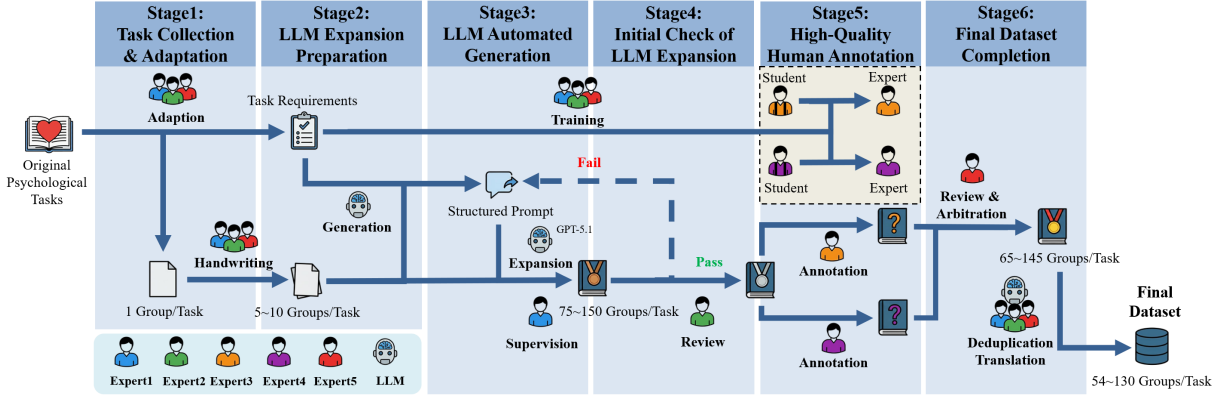 Stage1:
Task Collection
& Adaptation
Stage2:
LLM Expansion
Preparation
Stage3:
LLM Automated
Generation
Stage4:
Initial Check of
LLM Expansion
Stage5:
High-Quality
Human Annotation
Stage6:
Final Dataset
Completion
Original
Psychological
Tasks
Adaption
Task Requirements
Training
Student
Expert
Student
Expert
Handwriting
1 Group/Task
5~10 Groups/Task
Generation
Structured Prompt
GPT-5.1
Expansion
75~150 Groups/Task
Supervision
Fail
Pass
Review
Annotation
Annotation
Review &
Arbitration
65~145 Groups/Task
Deduplication
Translation
Final
Dataset
54~130 Groups/Task
Expert1
Expert2
Expert3
Expert4
Expert5
LLM